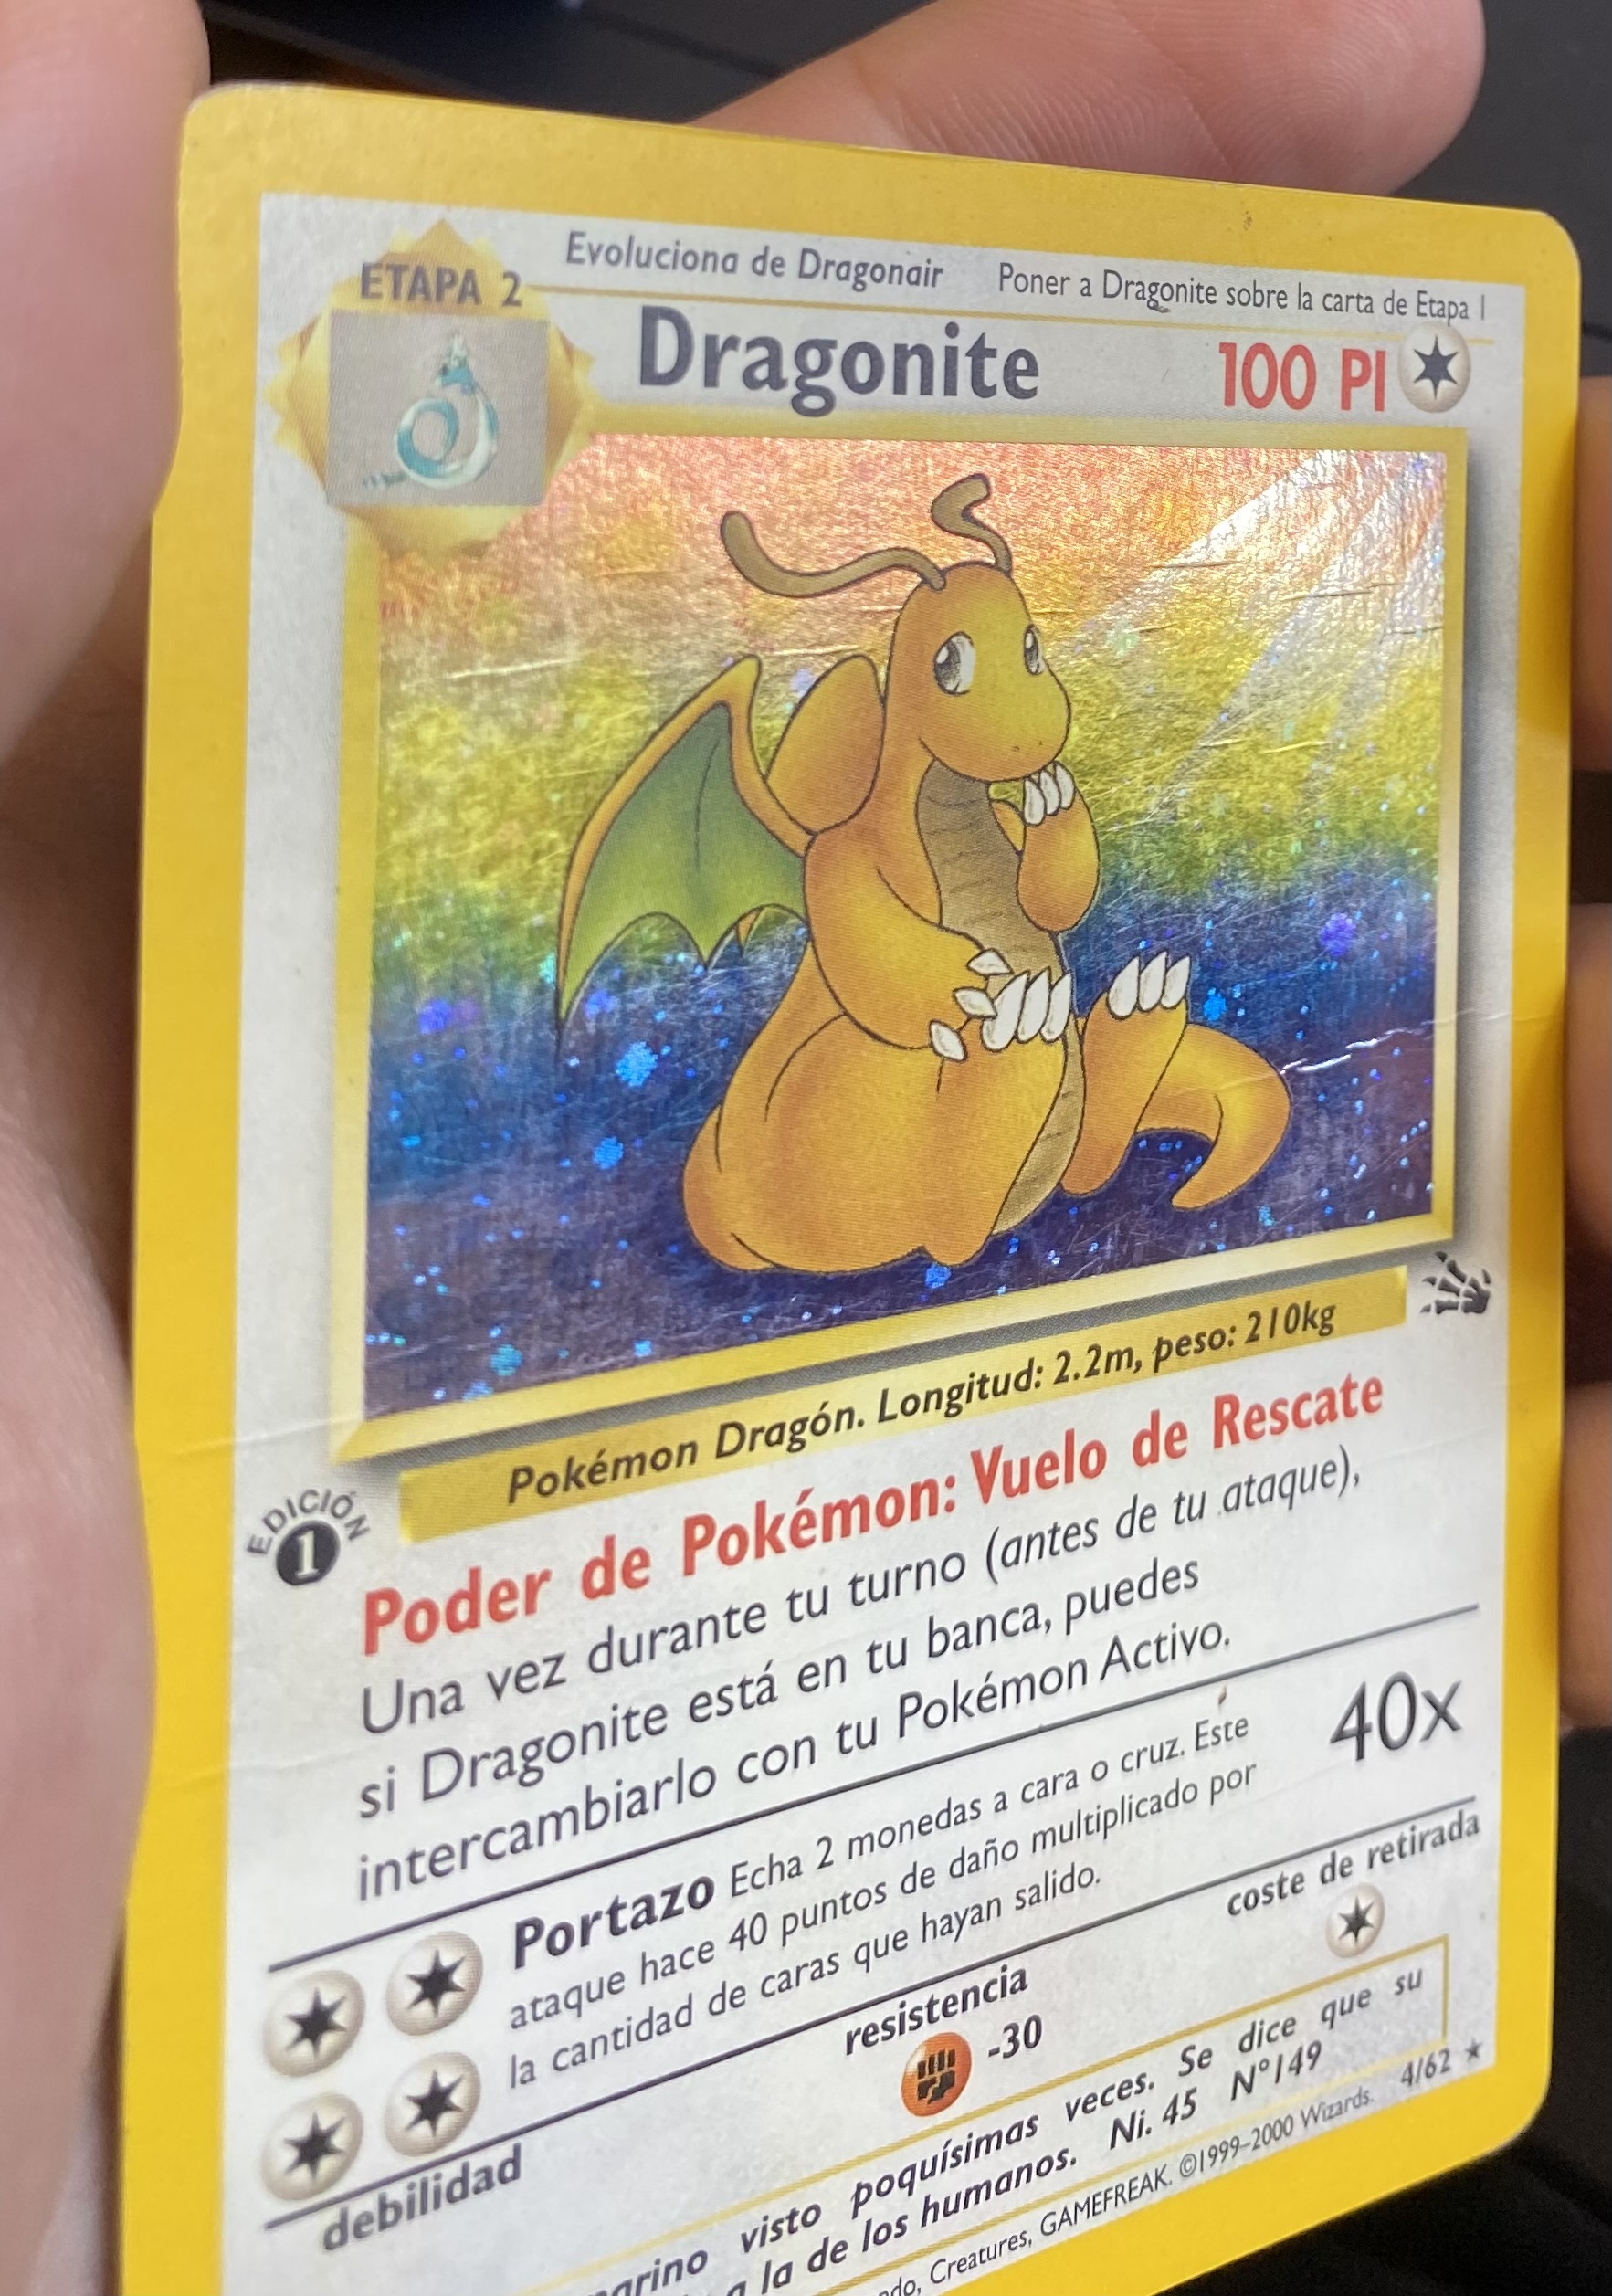 ETAPA 2
Evoluciona de Dragonair
Poner a Dragonite sobre la carta de Etapa 1
Dragonite
100 PI
Pokémon Dragón. Longitud: 2.2m, peso: 210kg
EDICIÓN
1
Poder de Pokémon: Vuelo de Rescate
Una vez durante tu turno (antes de tu ataque),
si Dragonite está en tu banca, puedes
intercambiarlo con tu Pokémon Activo.
Portazo Echa 2 monedas a cara o cruz. Este
ataque hace 40 puntos de daño multiplicado por
la cantidad de caras que hayan salido.
40x
debilidad
resistencia
-30
coste de retirada
visto poquísimas veces. Se dice que su
a la de los humanos. Ni. 45 N°149
Creatures, GAMEFREAK. ©1999-2000 Wizards.
4/62 ★